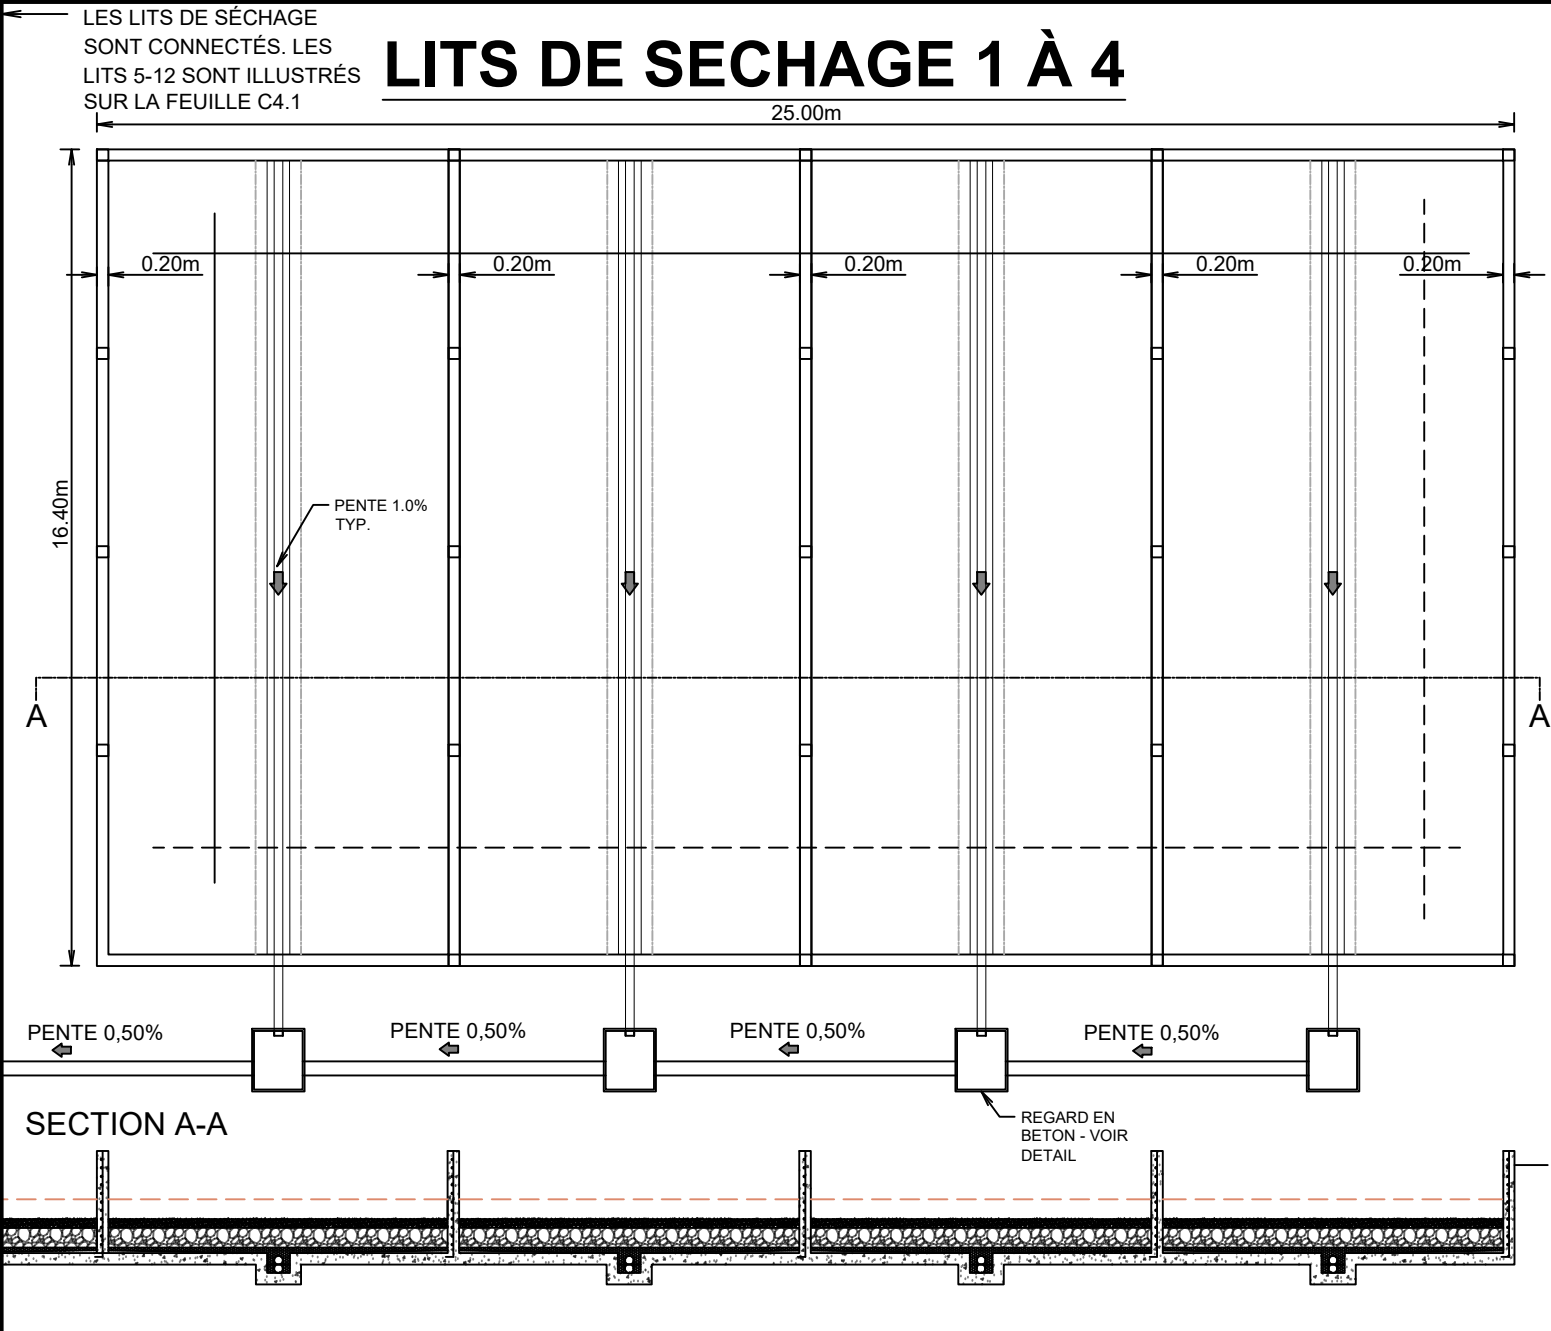 LES LITS DE SÉCHAGE
SONT CONNECTÉS. LES
LITS 5-12 SONT ILLUSTRÉS
SUR LA FEUILLE C4.1
LITS DE SECHAGE 1 À 4
25.00m
0.20m
0.20m
0.20m
0.20m
0.20m
16.40m
PENTE 1.0%
TYP.
A
A
PENTE 0,50%
PENTE 0,50%
PENTE 0,50%
PENTE 0,50%
SECTION A-A
REGARD EN
BETON - VOIR
DETAIL